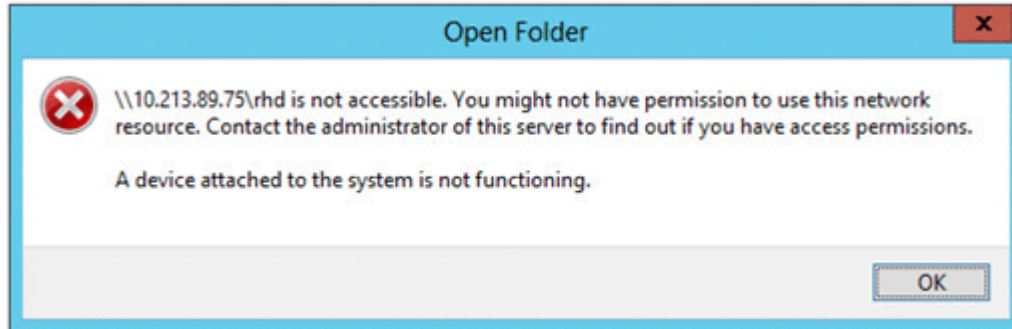 Open Folder
x
\\10.213.89.75\rhd is not accessible. You might not have permission to use this network
resource. Contact the administrator of this server to find out if you have access permissions.
A device attached to the system is not functioning.
OK